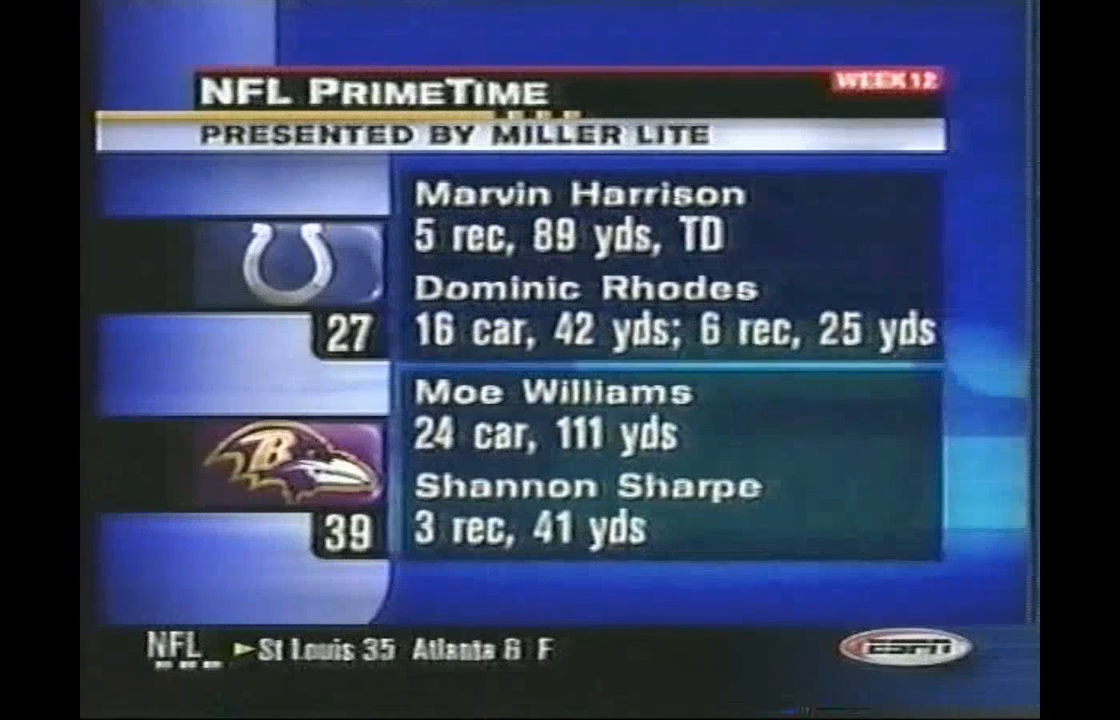 NFL PRIMETIME
WEEK 12
PRESENTED BY MILLER LITE
Marvin Harrison
5 rec, 89 yds, TD
Dominic Rhodes
16 car, 42 yds; 6 rec, 25 yds
27
Moe Williams
24 car, 111 yds
B
Shannon Sharpe
3 rec, 41 yds
39
NFL St Louis 35 Atlanta 6 F
ESPN